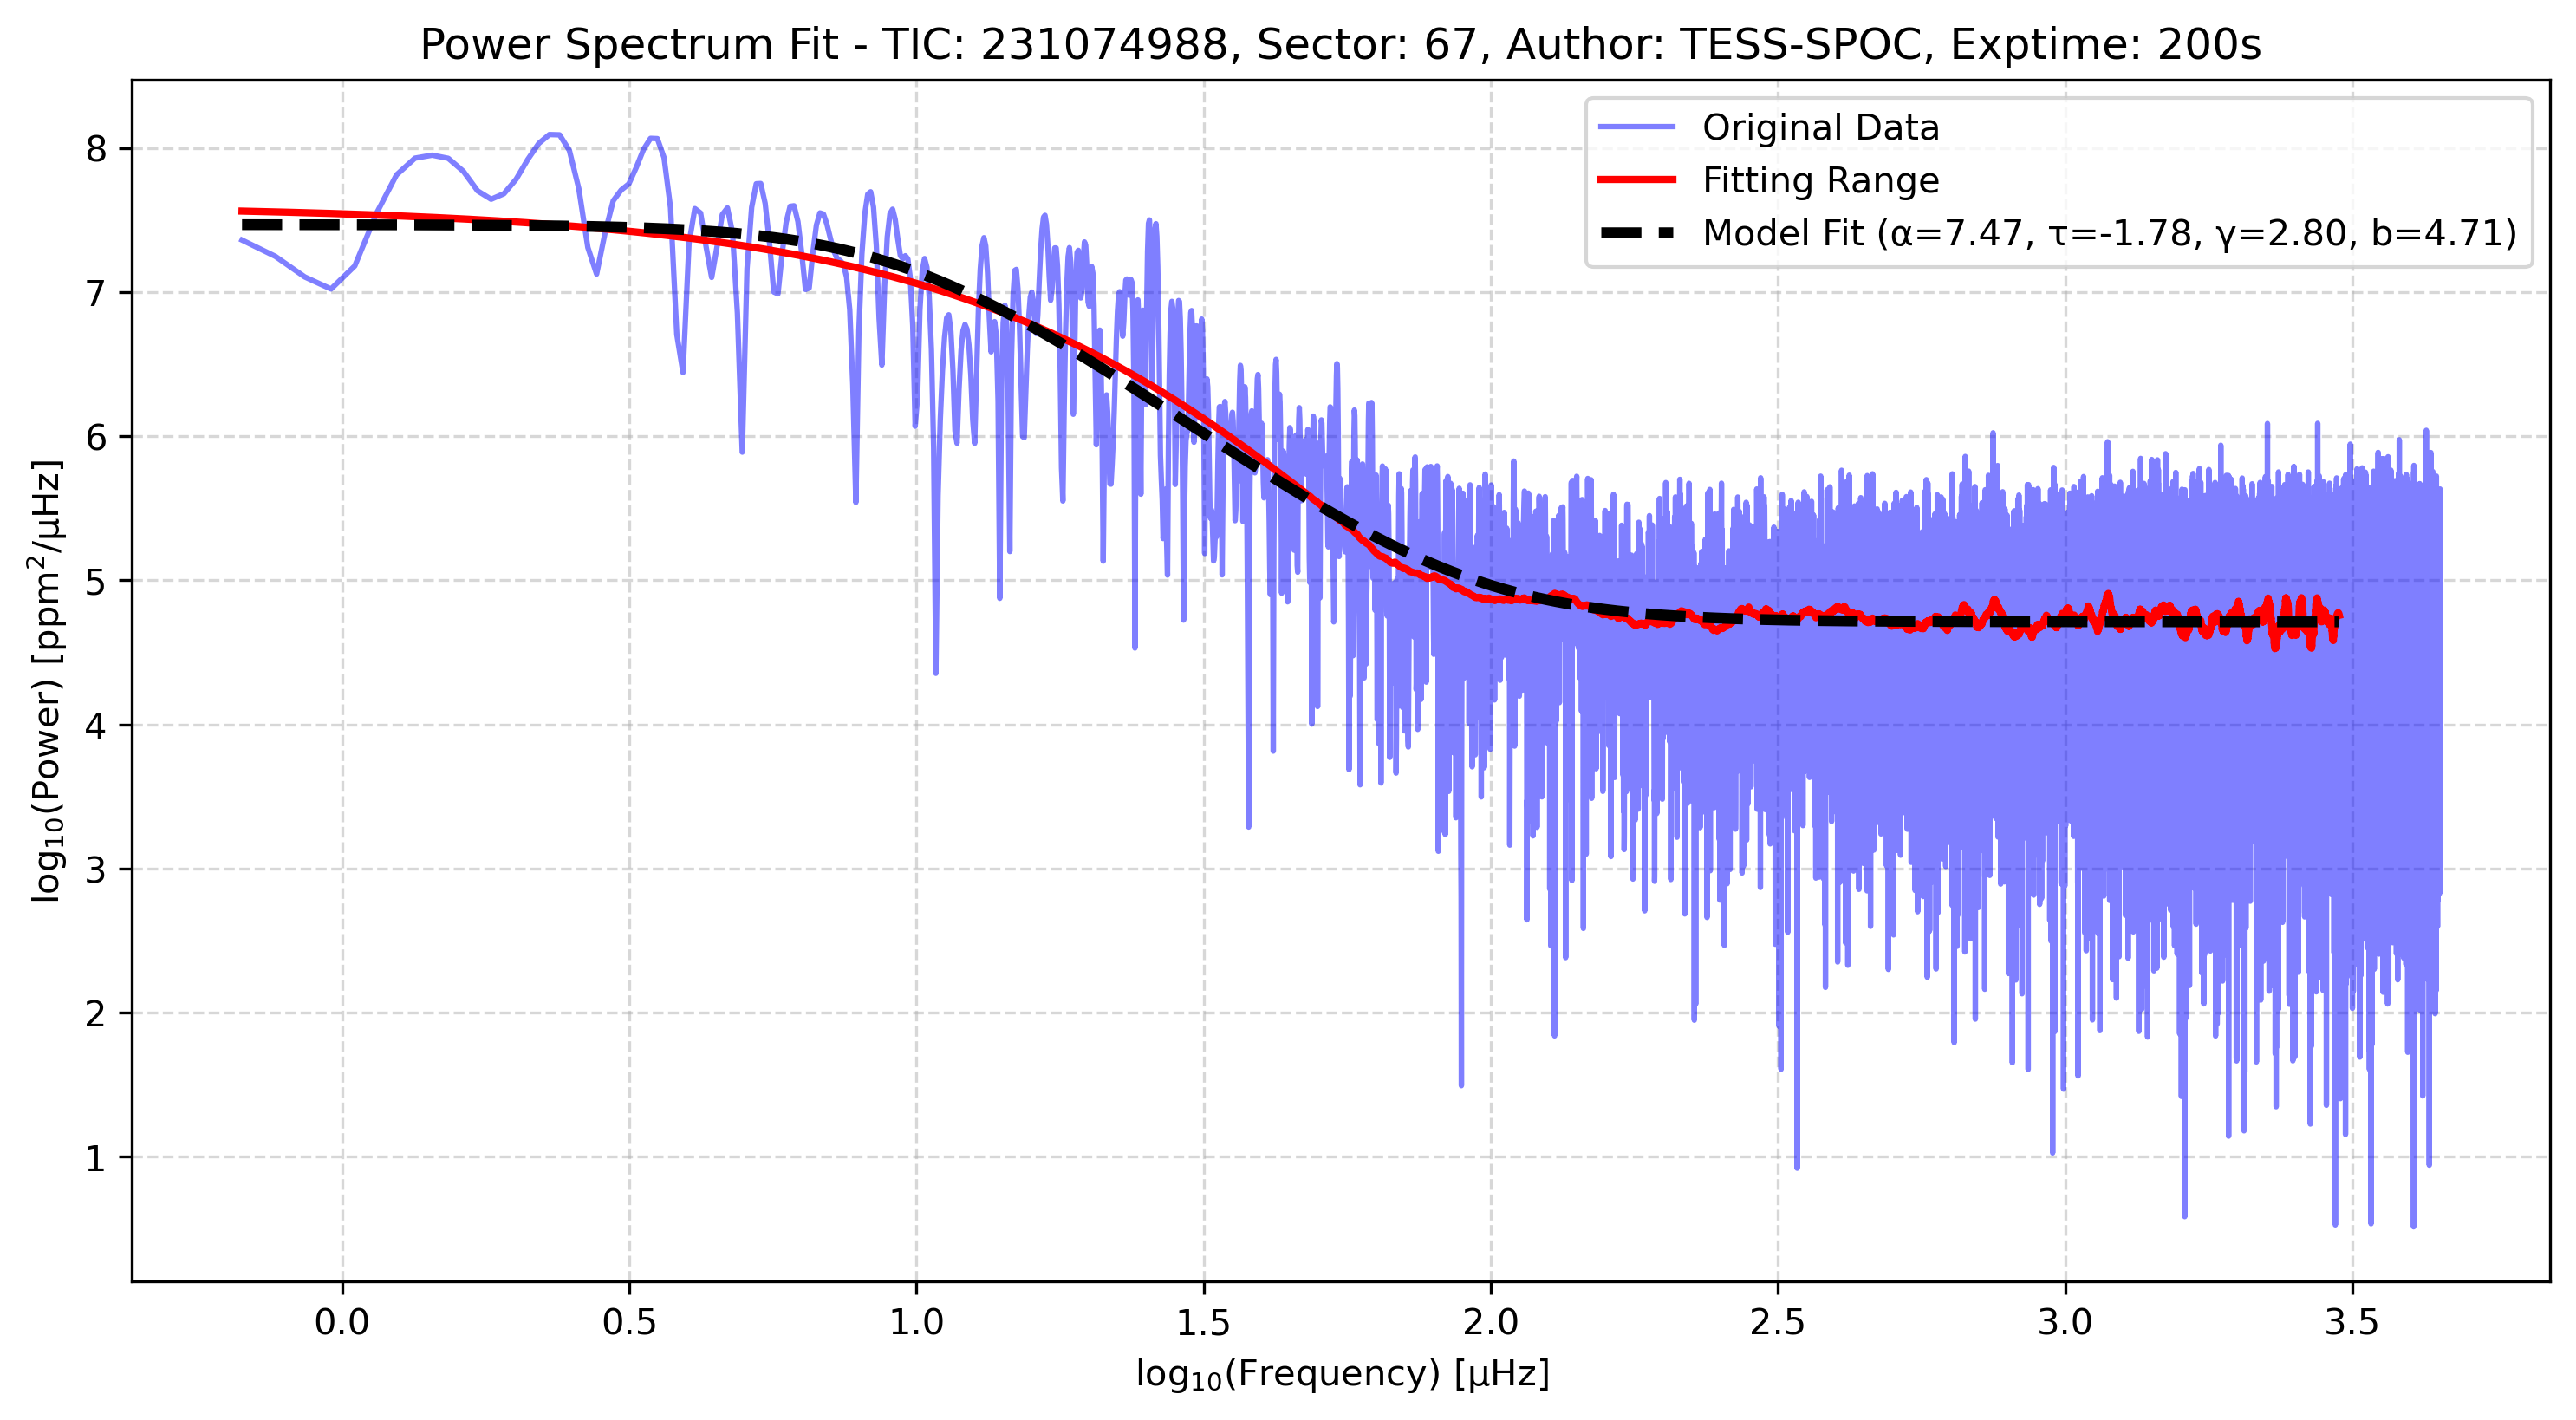 Power Spectrum Fit - TIC: 231074988, Sector: 67, Author: TESS-SPOC, Exptime: 200s
Original Data
Fitting Range
Model Fit (α=7.47, τ=-1.78, γ=2.80, b=4.71)
log₁₀(Power) [ppm²/μHz]
8
7
6
5
4
3
2
1
0.0 0.5 1.0 1.5 2.0 2.5 3.0 3.5
log₁₀(Frequency) [μHz]